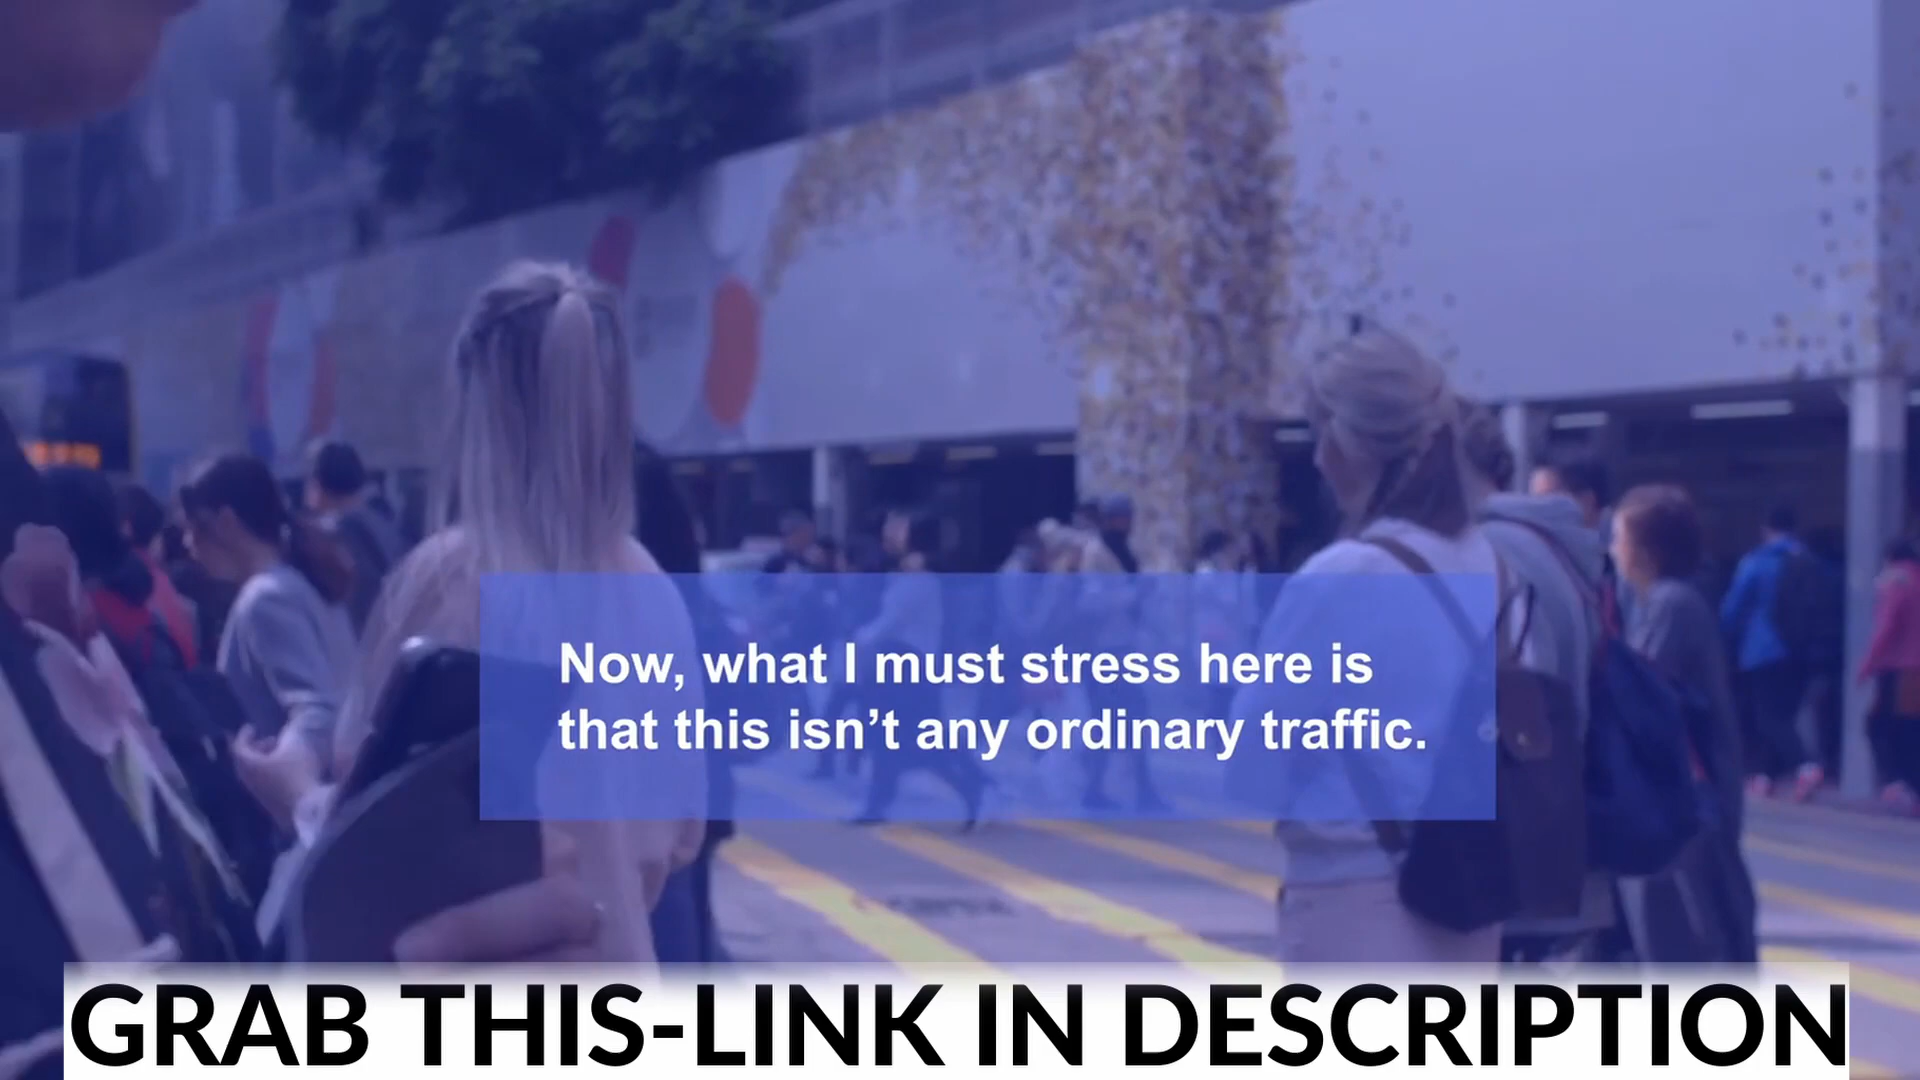 Now, what I must stress here is
that this isn’t any ordinary traffic.
GRAB THIS-LINK IN DESCRIPTION